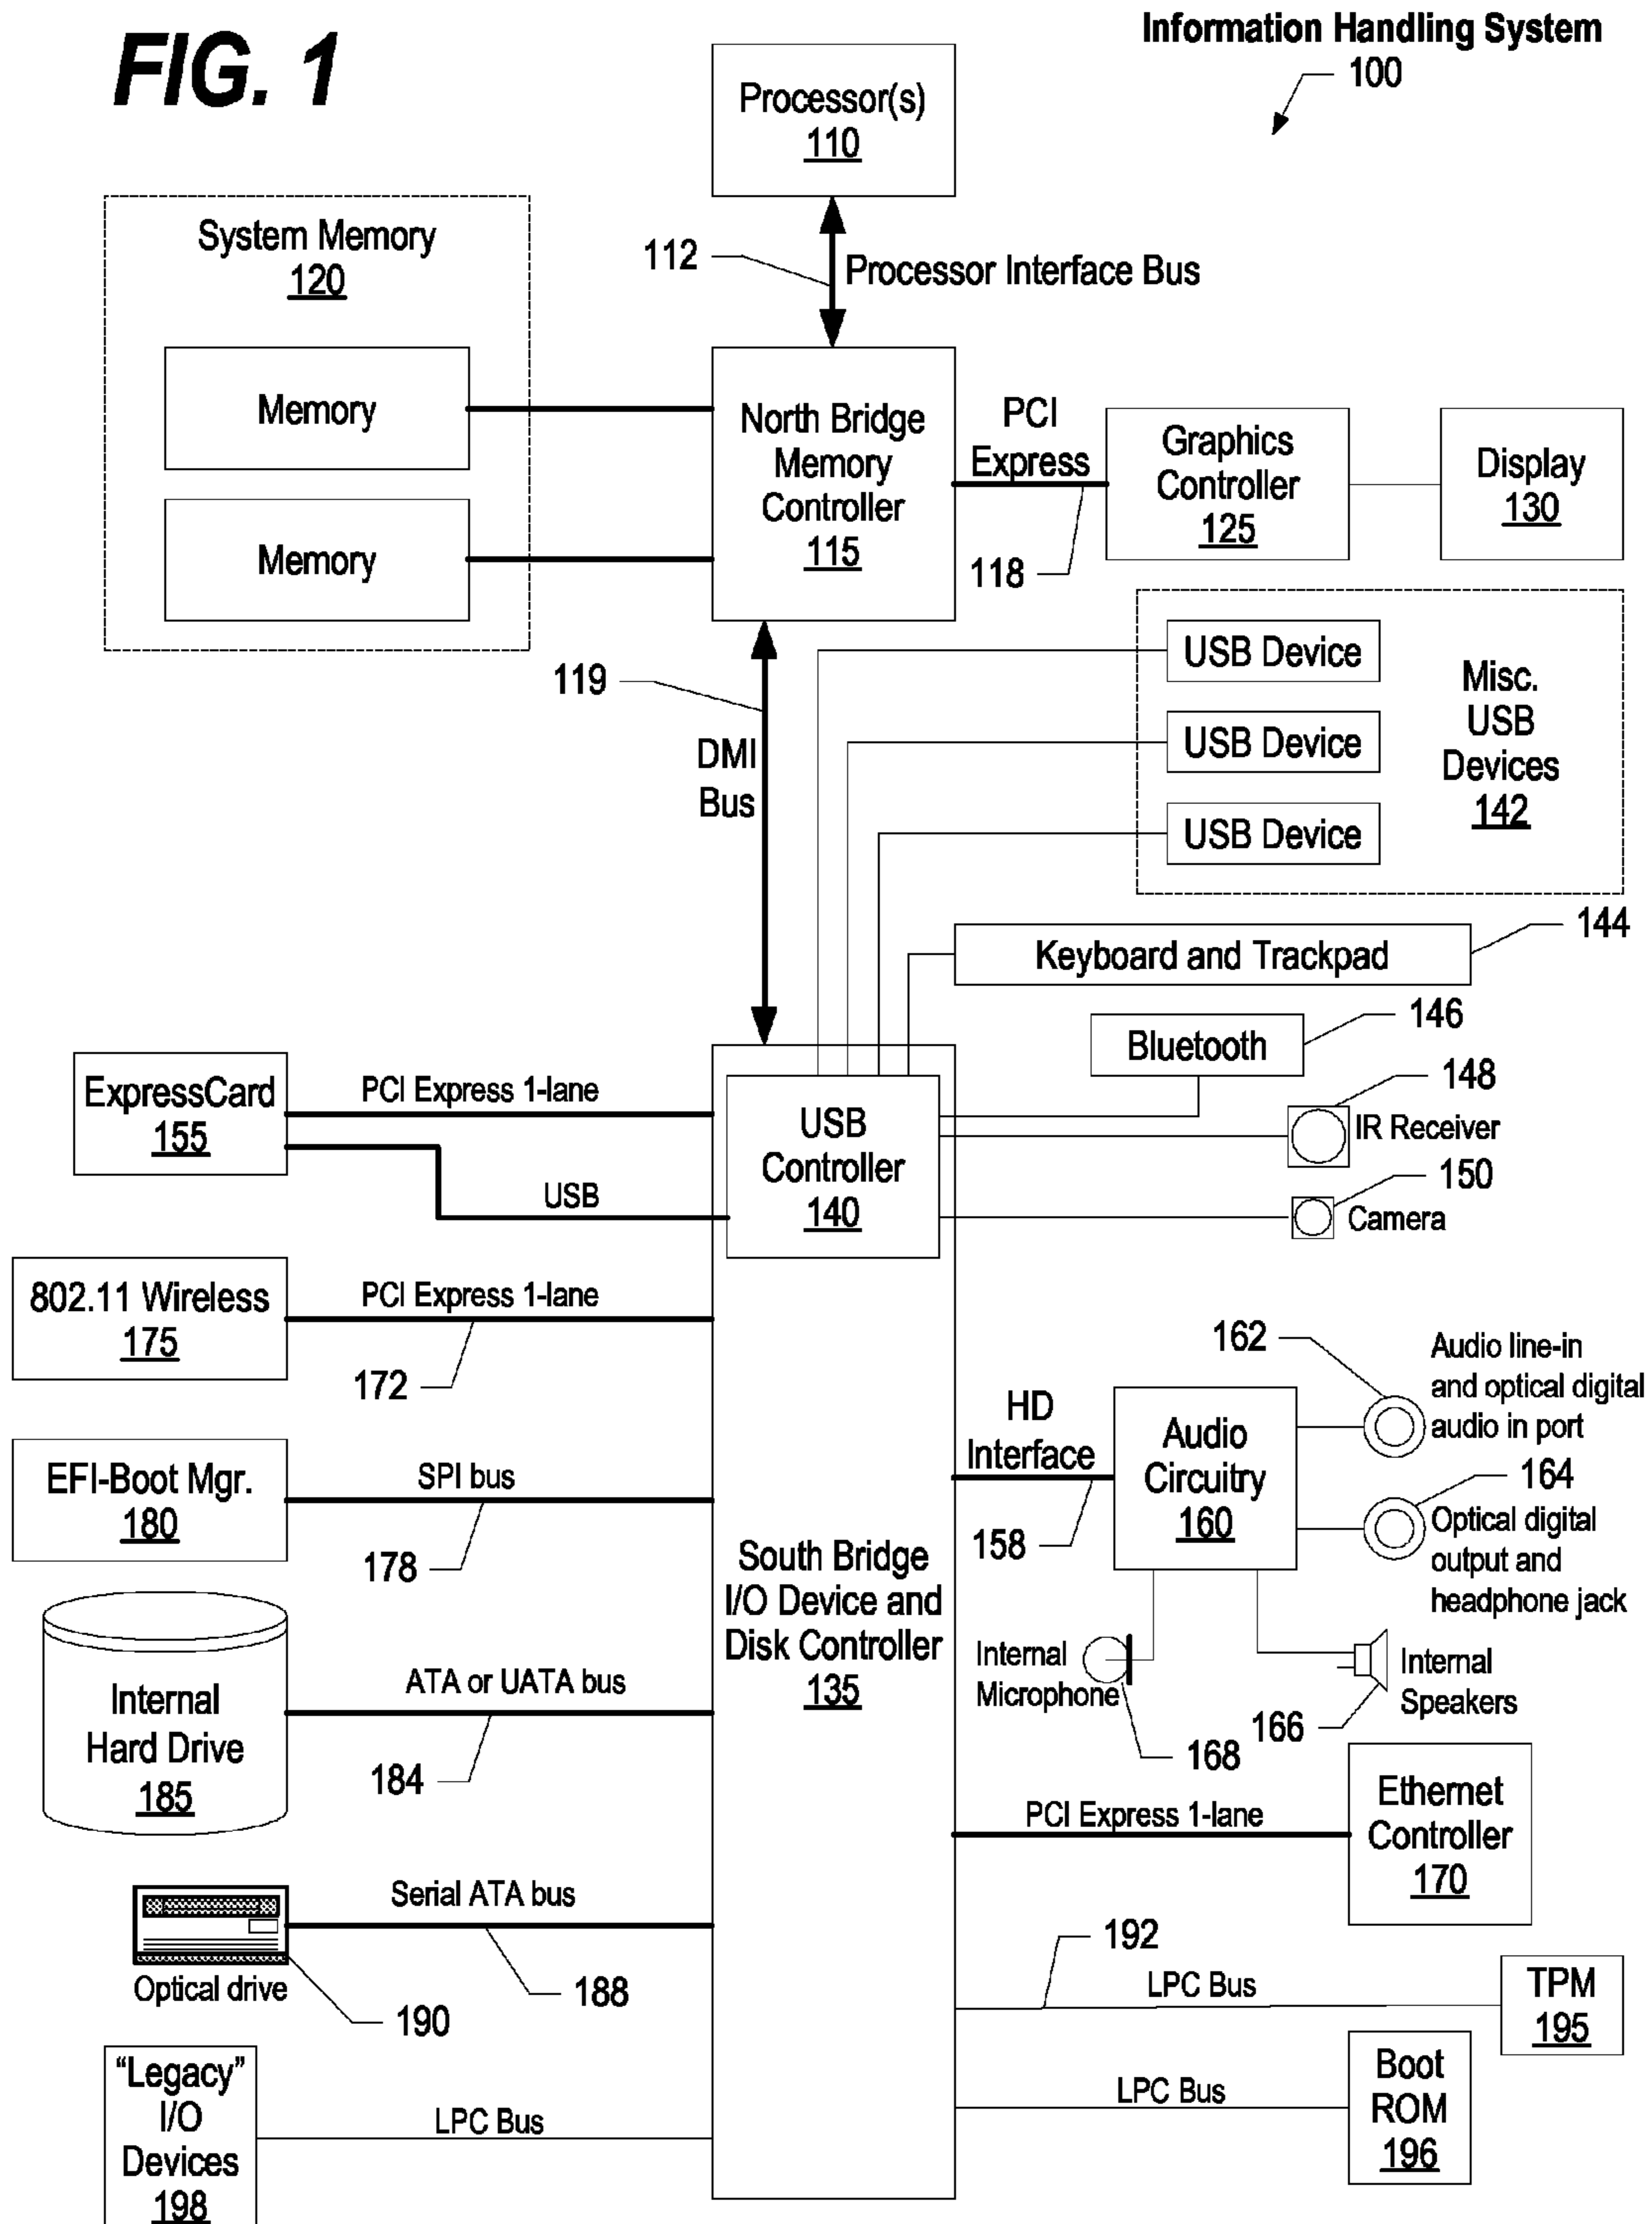 FIG. 1
Information Handling System
100
Processor(s)
110
System Memory
120
112
Processor Interface Bus
Memory
Memory
North Bridge
Memory
Controller
115
PCI
Express
118
Graphics
Controller
125
Display
130
119
DMI
Bus
USB Device
USB Device
USB Device
Misc.
USB
Devices
142
Keyboard and Trackpad
144
Bluetooth
146
148
IR Receiver
150
Camera
ExpressCard
155
PCI Express 1-lane
USB
USB
Controller
140
802.11 Wireless
175
PCI Express 1-lane
172
EFI-Boot Mgr.
180
SPI bus
178
South Bridge
I/O Device and
Disk Controller
135
HD
Interface
158
Audio
Circuitry
160
162
Audio line-in
and optical digital
audio in port
164
Optical digital
output and
headphone jack
Internal
Microphone
168
166
Internal
Speakers
Internal
Hard Drive
185
ATA or UATA bus
184
PCI Express 1-lane
Ethernet
Controller
170
Serial ATA bus
188
Optical drive
190
192
LPC Bus
TPM
195
LPC Bus
Boot
ROM
196
“Legacy”
I/O
Devices
198
LPC Bus